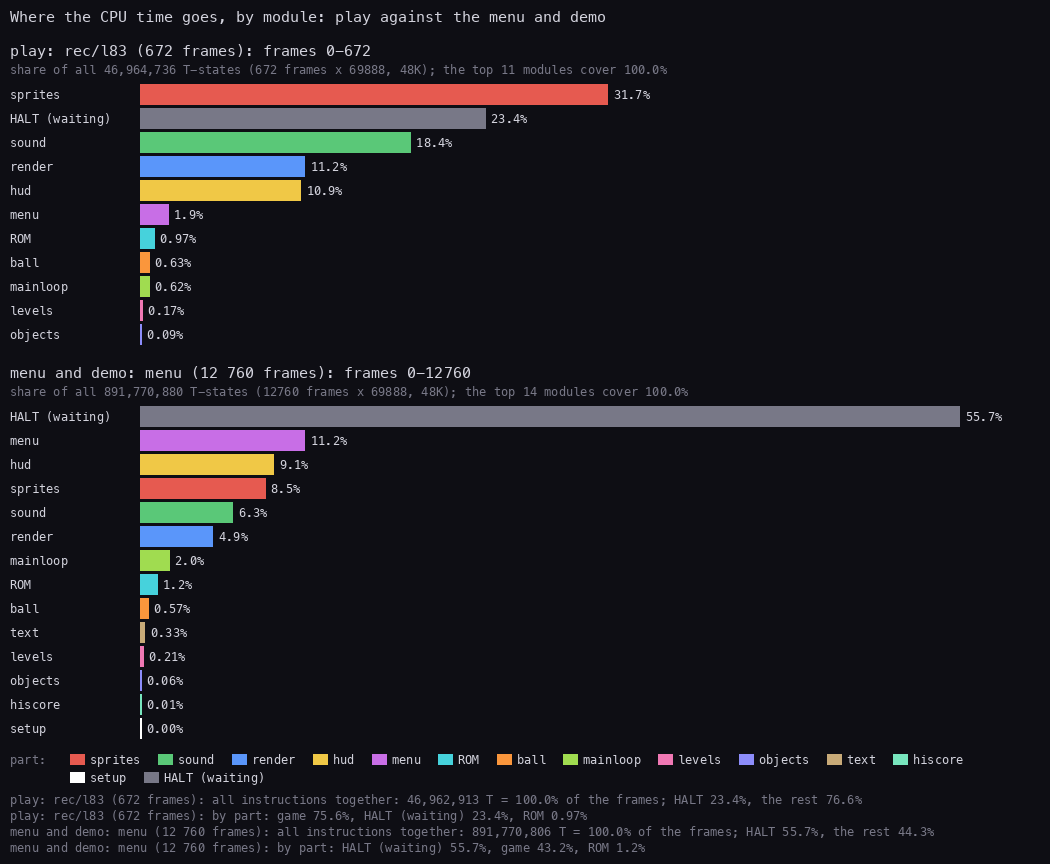 Where the CPU time goes, by module: play against the menu and demo
play: rec/l83 (672 frames): frames 0−672
share of all 46,964,736 T−states (672 frames x 69888, 48K); the top 11 modules cover 100.0%
sprites 31.7%
HALT (waiting) 23.4%
sound 18.4%
render 11.2%
hud 10.9%
menu 1.9%
ROM 0.97%
ball 0.63%
mainloop 0.62%
levels 0.17%
objects 0.09%
menu and demo: menu (12 760 frames): frames 0−12760
share of all 891,770,880 T−states (12760 frames x 69888, 48K); the top 14 modules cover 100.0%
HALT (waiting) 55.7%
menu 11.2%
hud 9.1%
sprites 8.5%
sound 6.3%
render 4.9%
mainloop 2.0%
ROM 1.2%
ball 0.57%
text 0.33%
levels 0.21%
objects 0.06%
hiscore 0.01%
setup 0.00%
part: sprites sound render hud menu ROM ball mainloop levels objects text hiscore
setup HALT (waiting)
play: rec/l83 (672 frames): all instructions together: 46,962,913 T = 100.0% of the frames; HALT 23.4%, the rest 76.6%
play: rec/l83 (672 frames): by part: game 75.6%, HALT (waiting) 23.4%, ROM 0.97%
menu and demo: menu (12 760 frames): all instructions together: 891,770,806 T = 100.0% of the frames; HALT 55.7%, the rest 44.3%
menu and demo: menu (12 760 frames): by part: HALT (waiting) 55.7%, game 43.2%, ROM 1.2%